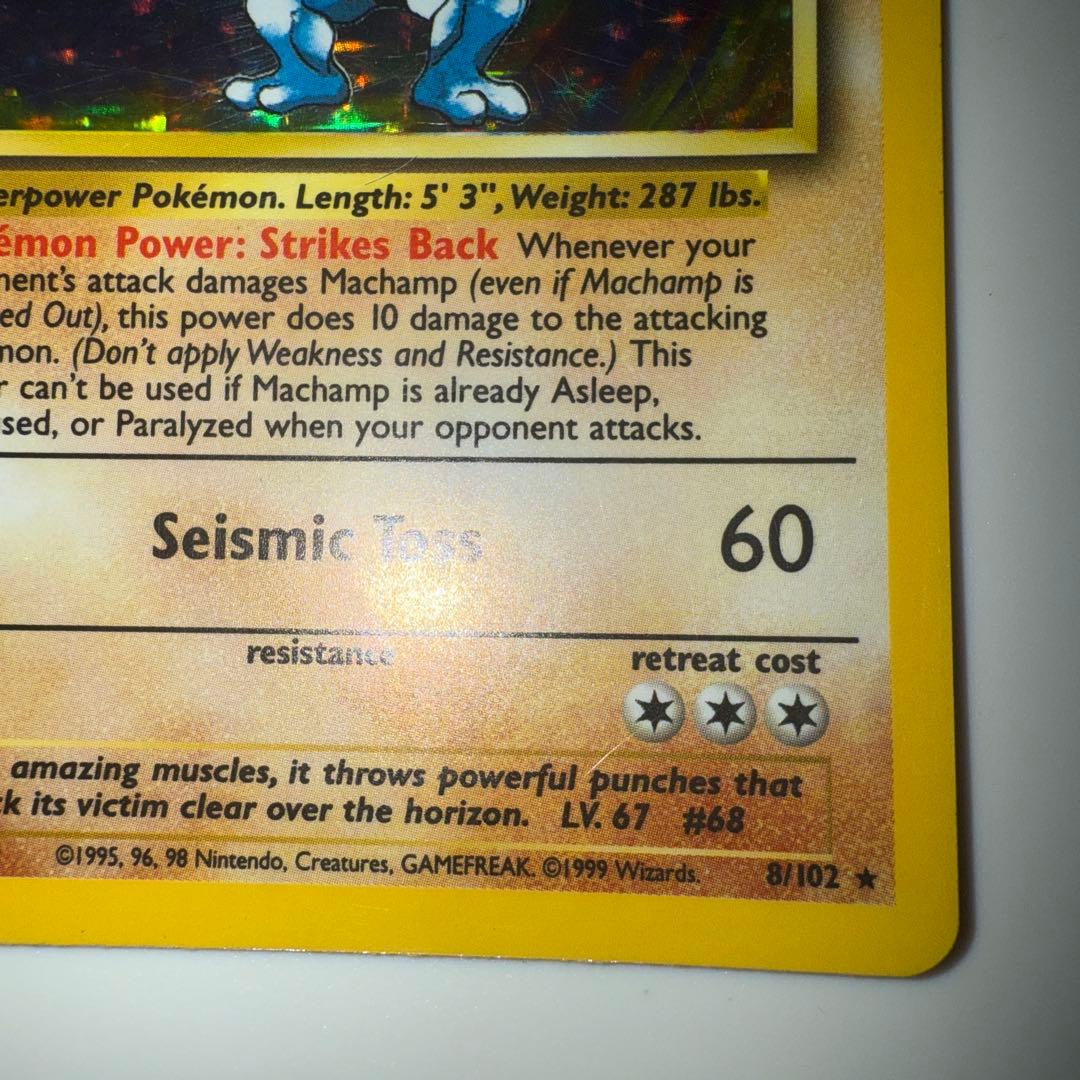 erpower Pokémon. Length: 5' 3", Weight: 287 lbs.
émon Power: Strikes Back Whenever your
nent's attack damages Machamp (even if Machamp is
ed Out), this power does 10 damage to the attacking
mon. (Don't apply Weakness and Resistance.) This
r can't be used if Machamp is already Asleep,
sed, or Paralyzed when your opponent attacks.
Seismic Toss 60
resistance retreat cost
amazing muscles, it throws powerful punches that
ck its victim clear over the horizon. LV. 67 #68
©1995, 96, 98 Nintendo, Creatures, GAMEFREAK. ©1999 Wizards. 8/102 ★